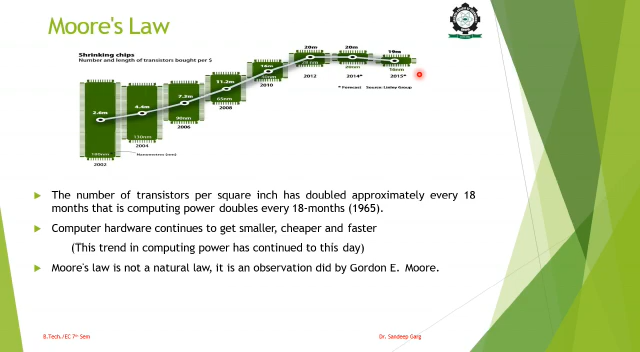 Moore's Law
Shrinking chips
Number and length of transistors bought per $
2.6m
4.4m
7.3m
11.2m
16m
20m
20m
19m
180nm
130nm
90nm
65nm
28nm
16nm
2002
2004
2006
2008
2010
2012
2014*
2015*
Nanometres (nm)
* Forecast Source: Linley Group
The number of transistors per square inch has doubled approximately every 18
months that is computing power doubles every 18-months (1965).
Computer hardware continues to get smaller, cheaper and faster
(This trend in computing power has continued to this day)
Moore's law is not a natural law, it is an observation did by Gordon E. Moore.
B.Tech./EC 7th Sem
Dr. Sandeep Garg